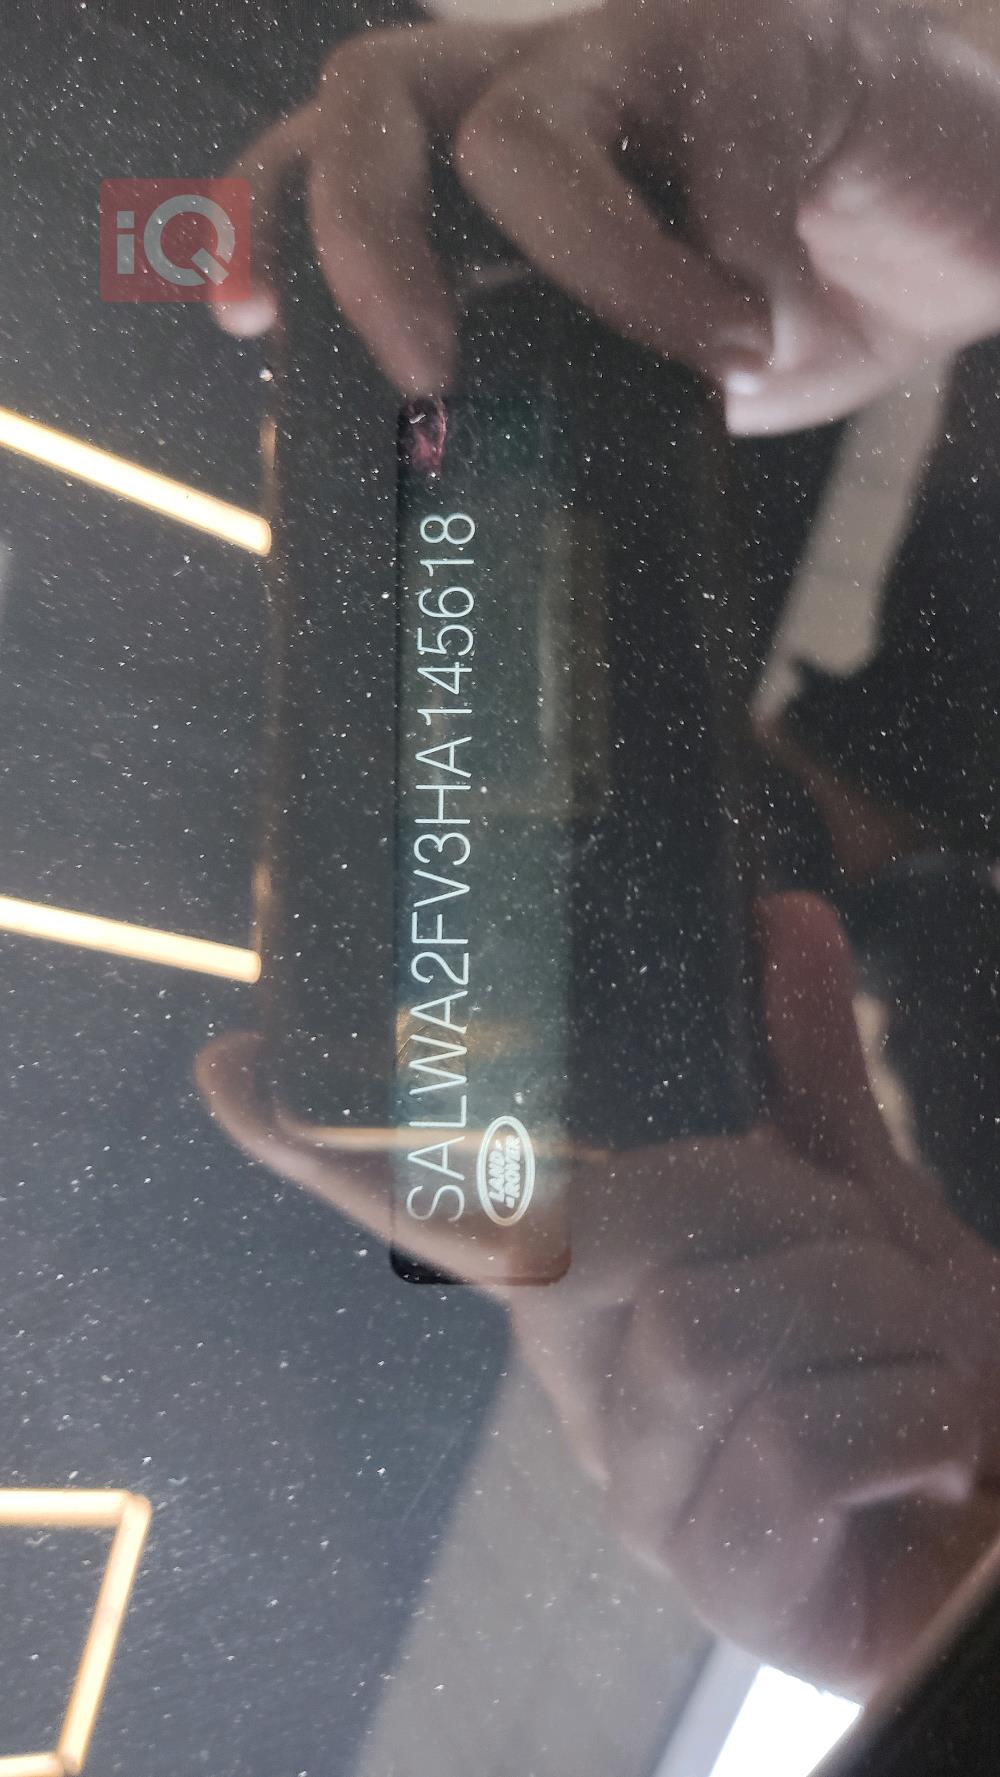 iQ
SALWA2FV3HA145618
LAND-
-ROVER